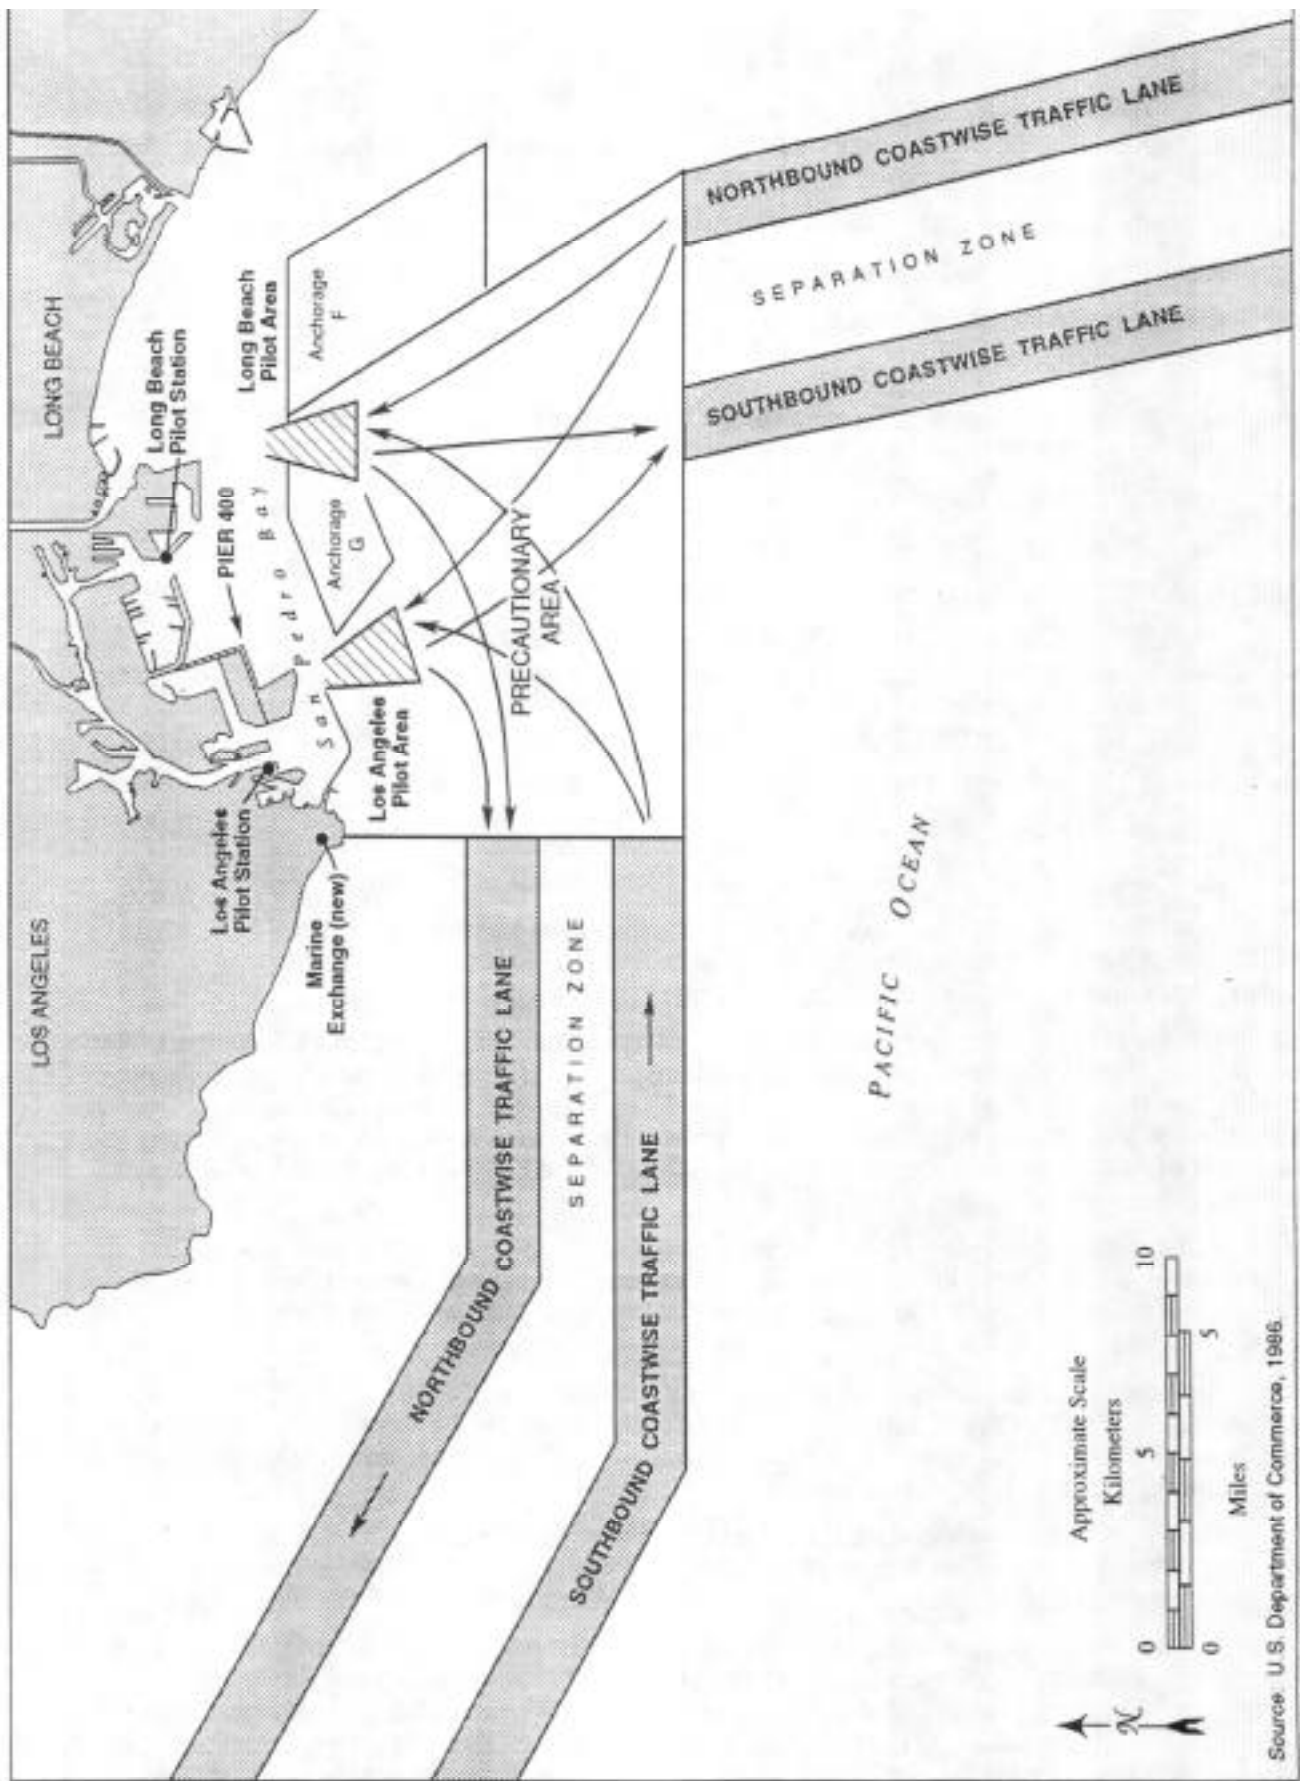 LOS ANGELES
LONG BEACH
Long Beach
Pilot Station
PIER 400
Long Beach
Pilot Area
San Pedro Bay
Anchorage
F
Anchorage
G
Los Angeles
Pilot Station
Marine
Exchange (new)
Los Angeles
Pilot Area
PRECAUTIONARY
AREA
NORTHBOUND COASTWISE TRAFFIC LANE
SEPARATION ZONE
SOUTHBOUND COASTWISE TRAFFIC LANE
NORTHBOUND COASTWISE TRAFFIC LANE
SEPARATION ZONE
SOUTHBOUND COASTWISE TRAFFIC LANE
PACIFIC OCEAN
N
Approximate Scale
Kilometers
0 5 10
0 5
Miles
Source: U.S. Department of Commerce, 1986.